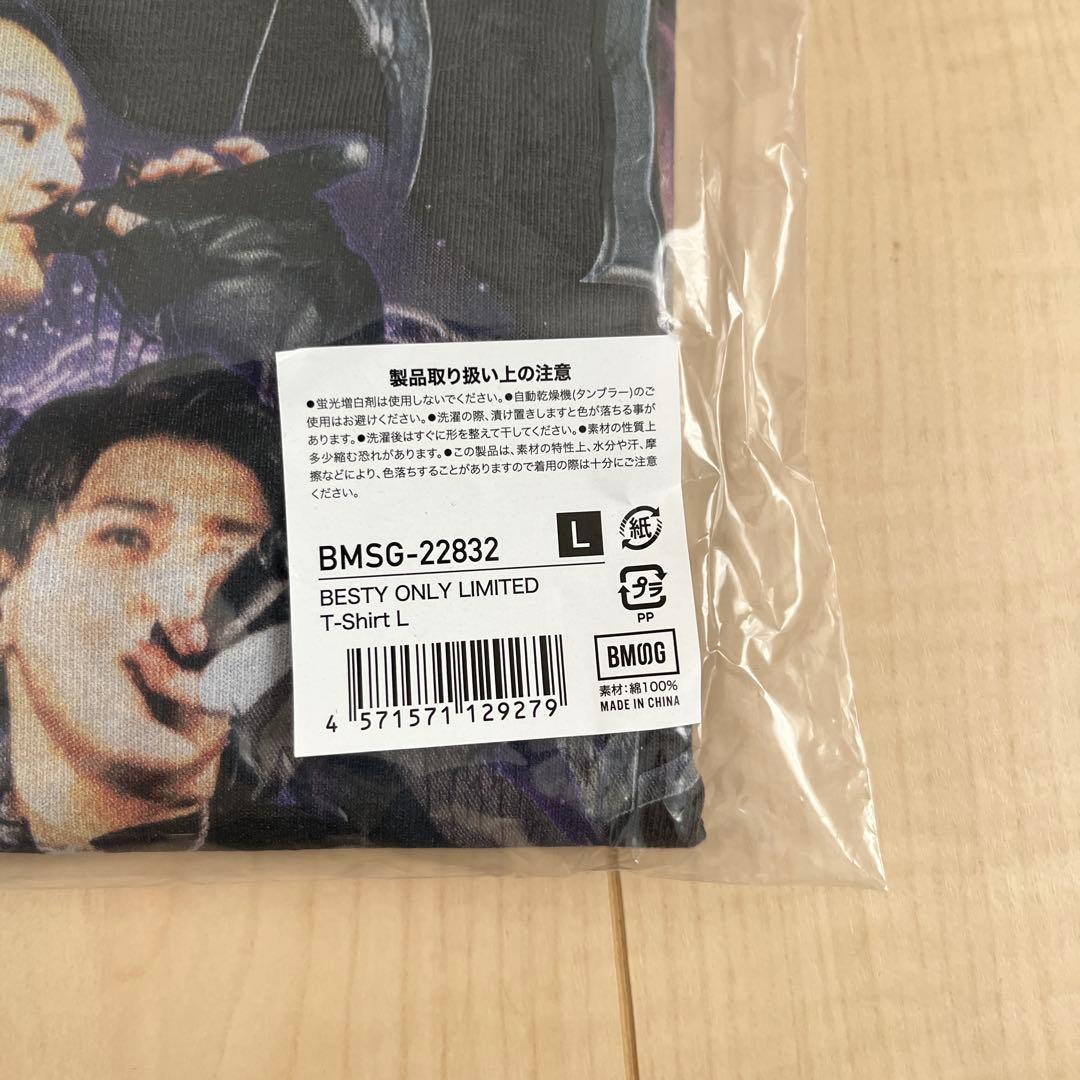 製品取り扱い上の注意
●蛍光増白剤は使用しないでください。●自動乾燥機(タンブラー)のご
使用はお避けください。●洗濯の際、漬け置きしますと色が落ちる事が
あります。●洗濯後はすぐに形を整えて干してください。●素材の性質上
多少縮む恐れがあります。●この製品は、素材の特性上、水分や汗、摩
擦などにより、色落ちすることがありますので着用の際は十分にご注意
ください。
BMSG-22832
L
紙
BESTY ONLY LIMITED
T-Shirt L
プラ
PP
BMSG
素材:綿100%
MADE IN CHINA
4 571571 129279